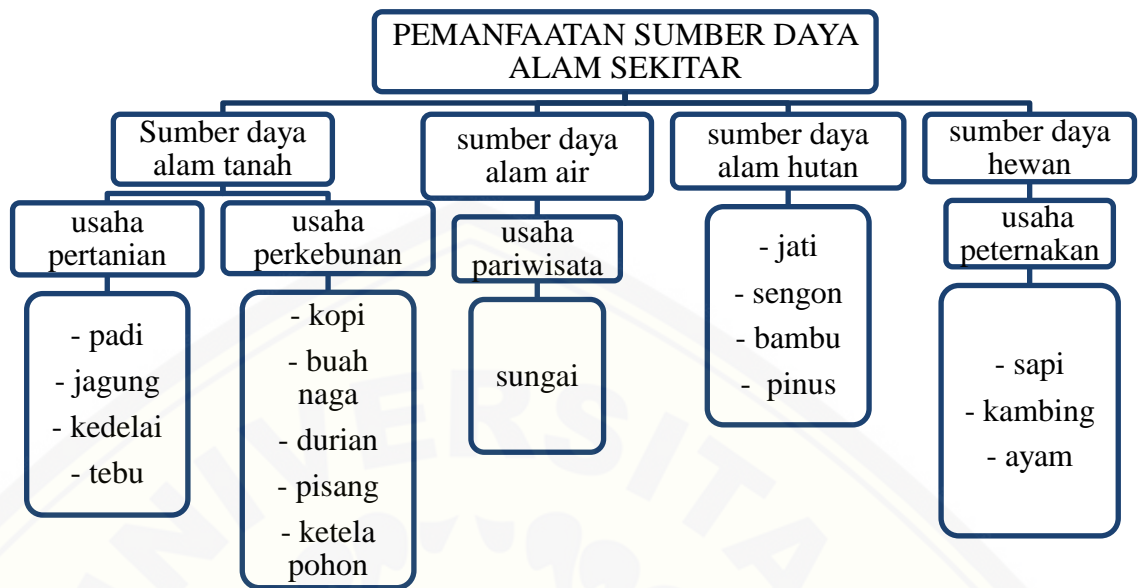 PEMANFAATAN SUMBER DAYA
ALAM SEKITAR
Sumber daya
alam tanah
sumber daya
alam air
sumber daya
alam hutan
sumber daya
hewan
usaha
pertanian
usaha
perkebunan
usaha
pariwisata
usaha
peternakan
- padi
- jagung
- kedelai
- tebu
- kopi
- buah
naga
- durian
- pisang
- ketela
pohon
sungai
- jati
- sengon
- bambu
- pinus
- sapi
- kambing
- ayam